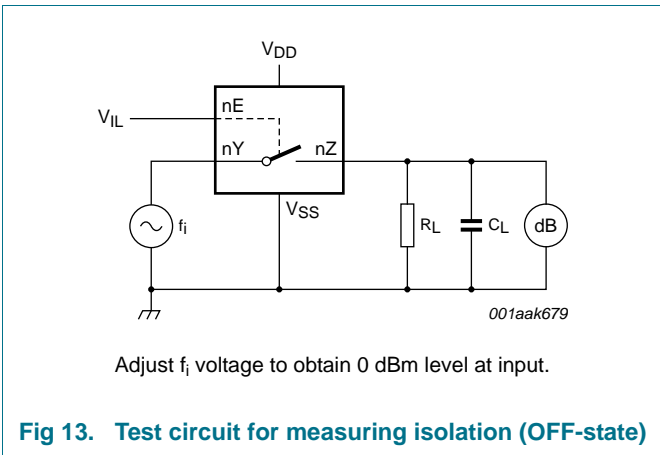 VDD
nE
VIL
nY
nZ
VSS
fi
RL
CL
dB
001aak679
Adjust fi voltage to obtain 0 dBm level at input.
Fig 13. Test circuit for measuring isolation (OFF-state)